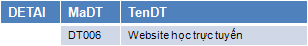 DETAI MaDT TenDT
DT006 Website học trực tuyến